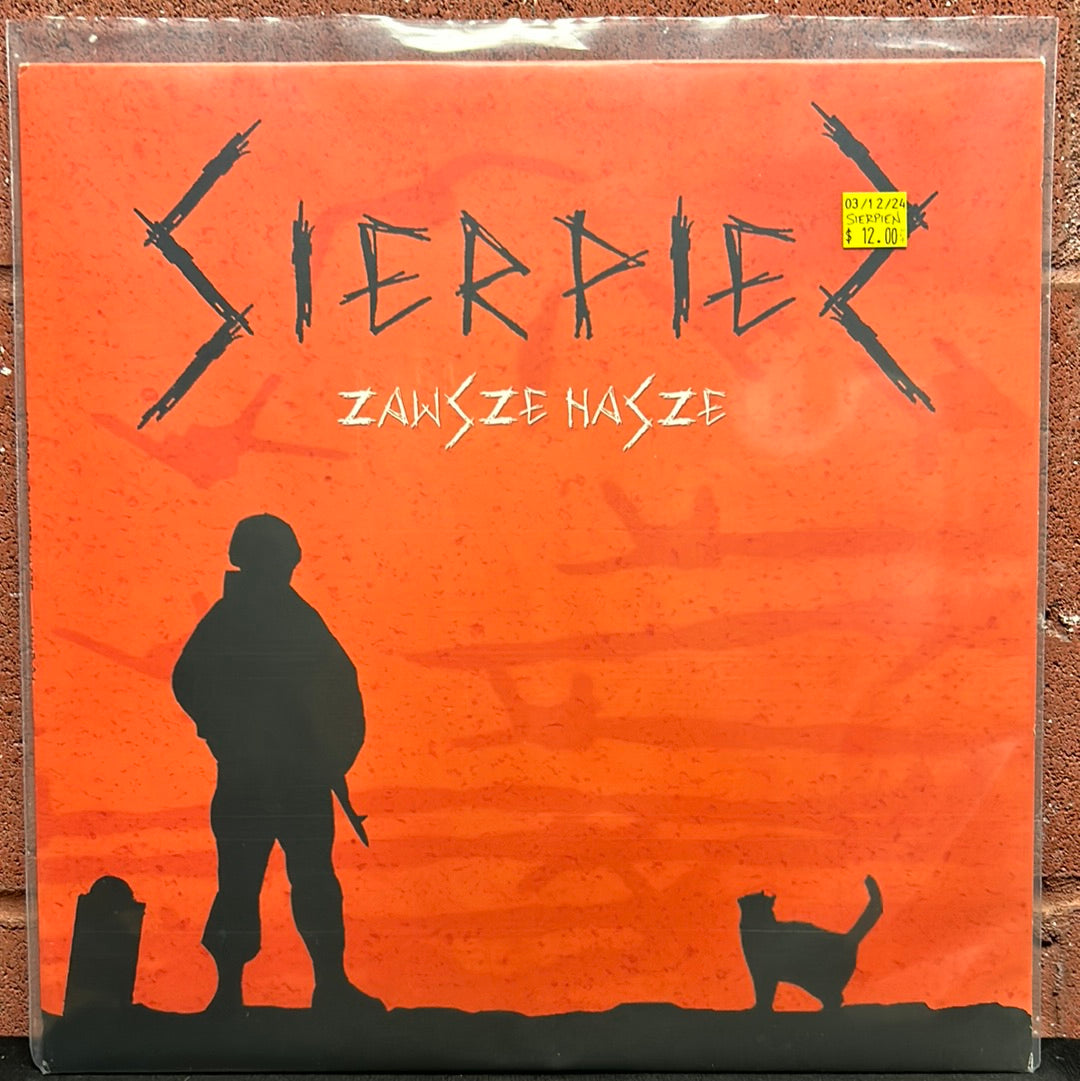 SIERPIEŃ
03/12/24
SIERPIEN
$ 12.00
ZAWSZE NASZE